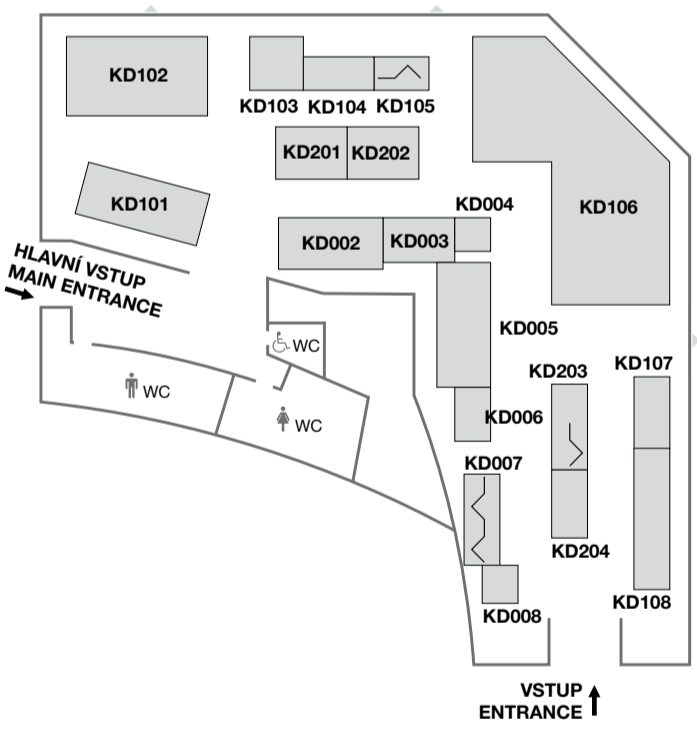 KD102
KD103 KD104 KD105
KD201 KD202
KD101
KD106
KD004
KD002 KD003
HLAVNÍ VSTUP
MAIN ENTRANCE
KD005
WC
KD203
KD107
WC
WC
KD006
KD007
KD204
KD108
KD008
VSTUP
ENTRANCE